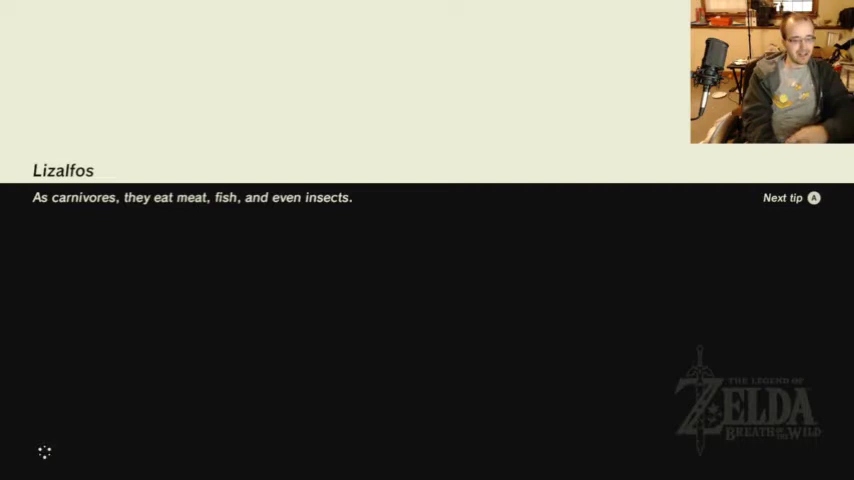 Lizalfos
As carnivores, they eat meat, fish, and even insects.
Next tip A
THE LEGEND OF
ZELDA
BREATH OF THE WILD